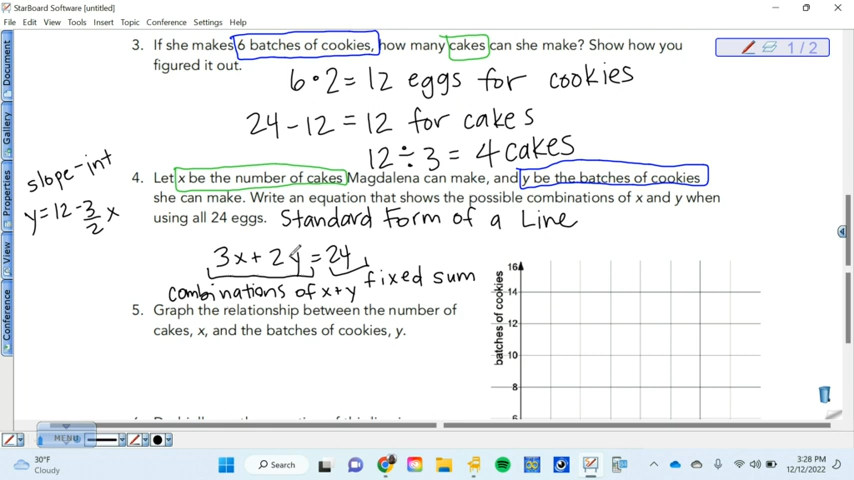 StarBoard Software [untitled]
File Edit View Tools Insert Topic Conference Settings Help
Document
Gallery
Properties
View
Conference
1 / 2
3. If she makes 6 batches of cookies, how many cakes can she make? Show how you
figured it out.
6•2=12 eggs for cookies
24-12=12 for cakes
12÷3=4 cakes
slope-int
y=12-3/2x
4. Let x be the number of cakes Magdalena can make, and y be the batches of cookies
she can make. Write an equation that shows the possible combinations of x and y when
using all 24 eggs. Standard Form of a Line
3x+2y=24
combinations of x+y fixed sum
5. Graph the relationship between the number of
cakes, x, and the batches of cookies, y.
batches of cookies
16
14
12
10
8
MENU
30°F
Cloudy
Search
3:28 PM
12/12/2022